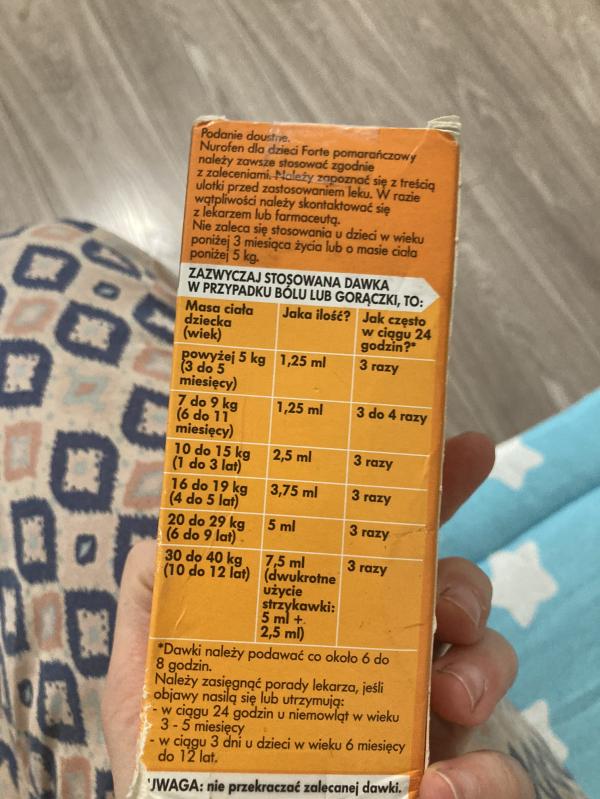 Podanie doustne.
Nurofen dla dzieci Forte pomarańczowy
należy zawsze stosować zgodnie
z zaleceniami. Należy zapoznać się z treścią
ulotki przed zastosowaniem leku. W razie
wątpliwości należy skontaktować się
z lekarzem lub farmaceutą.
Nie zaleca się stosowania u dzieci w wieku
poniżej 3 miesiąca życia lub o masie ciała
poniżej 5 kg.
ZAZWYCZAJ STOSOWANA DAWKA
W PRZYPADKU BÓLU LUB GORĄCZKI, TO:
Masa ciała
dziecka
(wiek)
Jaka ilość?
Jak często
w ciągu 24
godzin?*
powyżej 5 kg
(3 do 5
miesięcy)
1,25 ml
3 razy
7 do 9 kg
(6 do 11
miesięcy)
1,25 ml
3 do 4 razy
10 do 15 kg
(1 do 3 lat)
2,5 ml
3 razy
16 do 19 kg
(4 do 5 lat)
3,75 ml
3 razy
20 do 29 kg
(6 do 9 lat)
5 ml
3 razy
30 do 40 kg
(10 do 12 lat)
7,5 ml
(dwukrotne
użycie
strzykawki:
5 ml +
2,5 ml)
3 razy
*Dawki należy podawać co około 6 do
8 godzin.
Należy zasięgnąć porady lekarza, jeśli
objawy nasilą się lub utrzymują:
- w ciągu 24 godzin u niemowląt w wieku
3 - 5 miesięcy
- w ciągu 3 dni u dzieci w wieku 6 miesięcy
do 12 lat.
UWAGA: nie przekraczać zalecanej dawki.